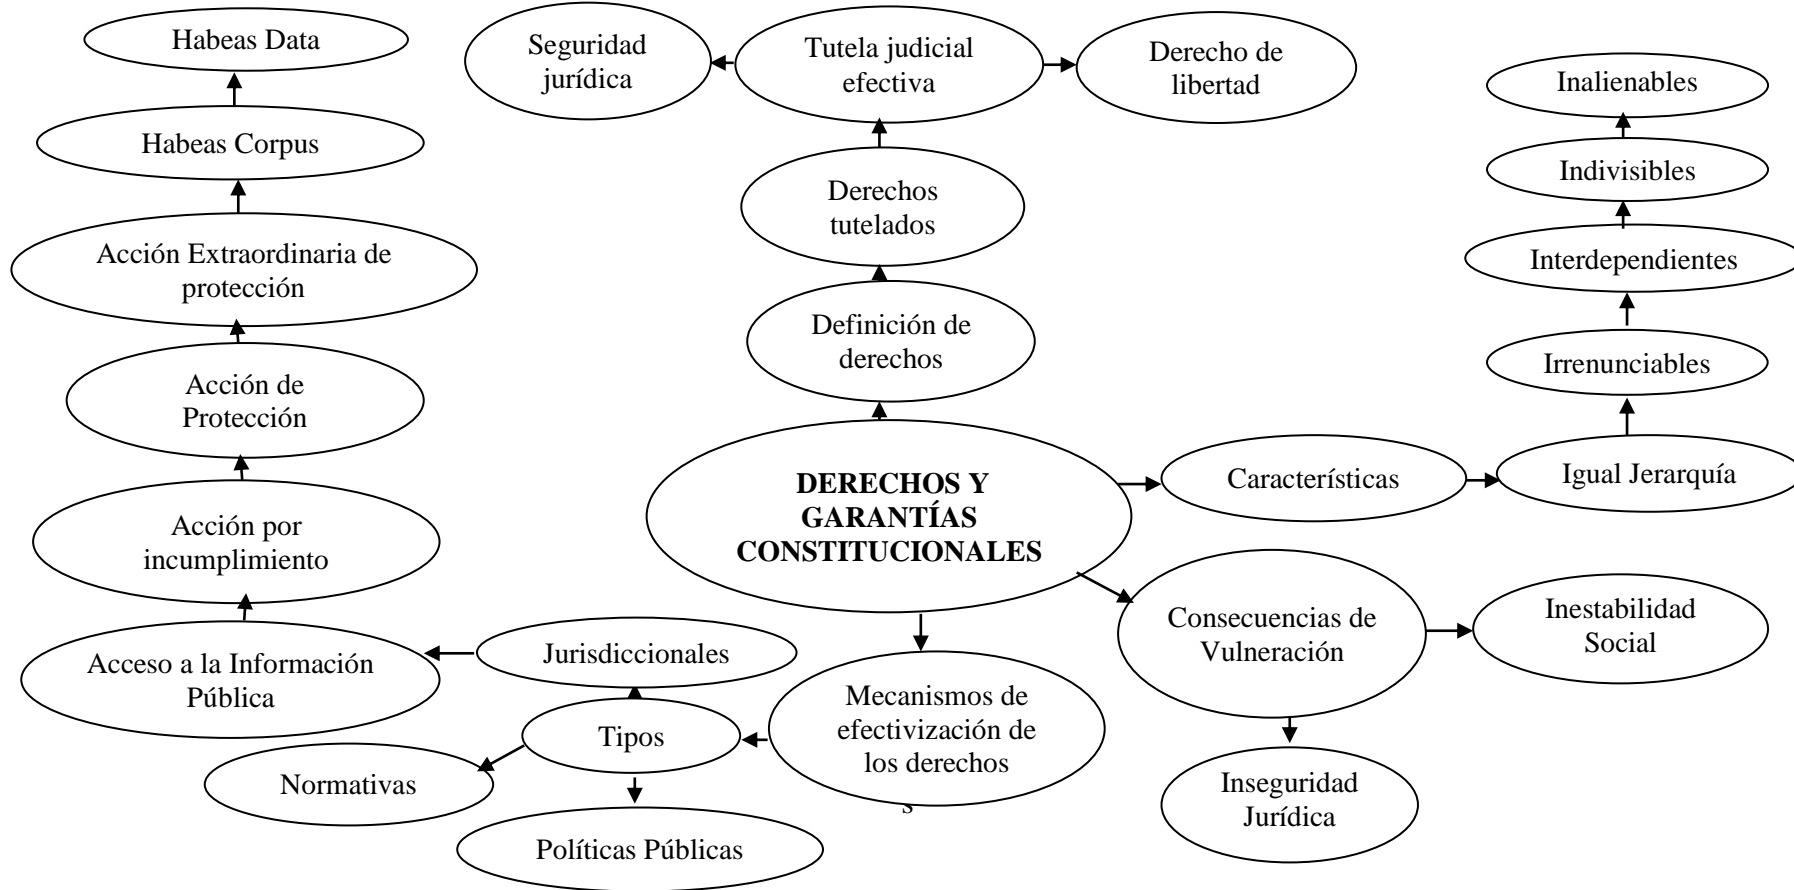 Habeas Data
Habeas Corpus
Acción Extraordinaria de
protección
Acción de
Protección
Acción por
incumplimiento
Acceso a la Información
Pública
Jurisdiccionales
Tipos
Normativas
Políticas Públicas
Seguridad
jurídica
Tutela judicial
efectiva
Derecho de
libertad
Derechos
tutelados
Definición de
derechos
DERECHOS Y
GARANTÍAS
CONSTITUCIONALES
Mecanismos de
efectivización de
los derechos
s
Características
Igual Jerarquía
Irrenunciables
Interdependientes
Indivisibles
Inalienables
Consecuencias de
Vulneración
Inestabilidad
Social
Inseguridad
Jurídica